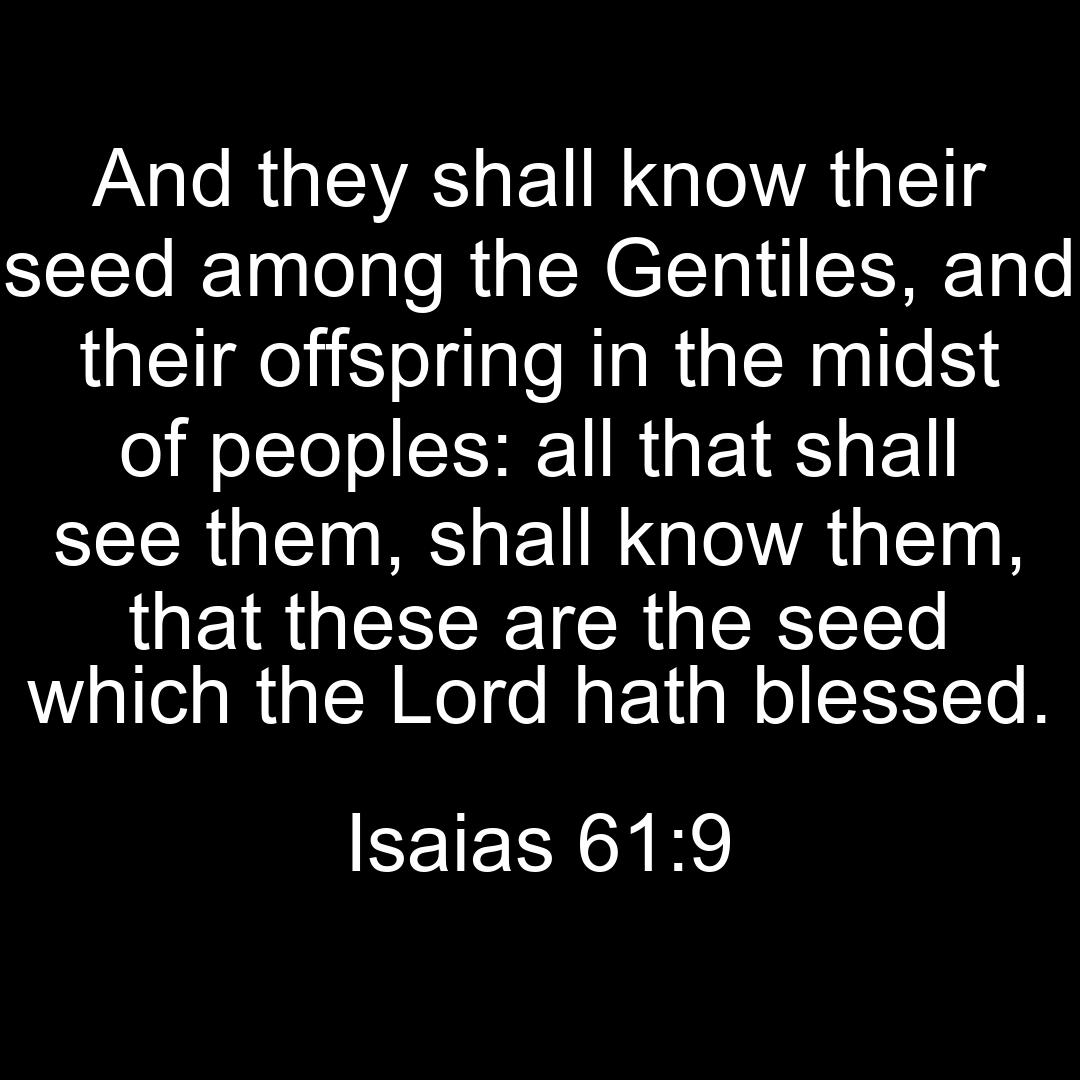 And they shall know their
seed among the Gentiles, and
their offspring in the midst
of peoples: all that shall
see them, shall know them,
that these are the seed
which the Lord hath blessed.
Isaias 61:9